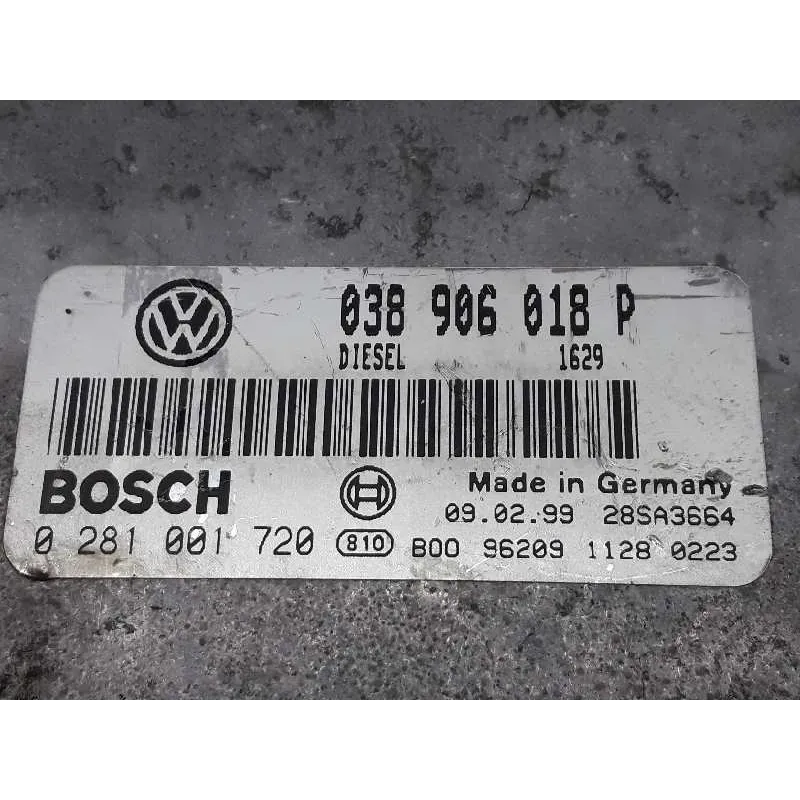 038 906 018 P
DIESEL 1629
BOSCH
Made in Germany
09.02.99 28SA3664
0 281 001 720 810 B00 96209 1128 0223